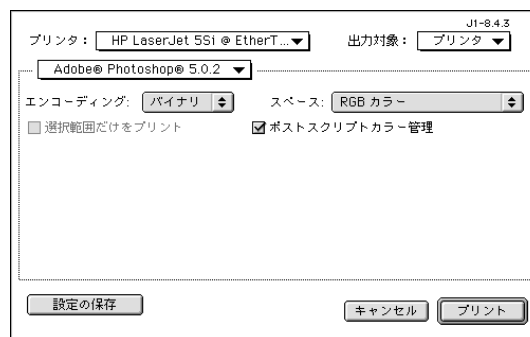 J1-8.4.3
プリンタ： HP LaserJet 5Si @ EtherT... 出力対象： プリンタ
Adobe® Photoshop® 5.0.2
エンコーディング: バイナリ スペース: RGB カラー
選択範囲だけをプリント ポストスクリプトカラー管理
設定の保存 キャンセル プリント